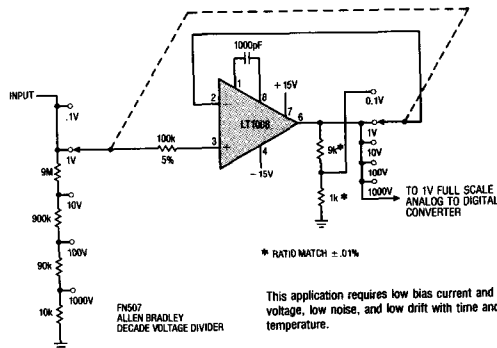 1000pF
INPUT
.1V
1V
9M
10V
900k
100V
90k
1000V
10k
100k
5%
2
3
1
8
+15V
7
6
LT1008
4
-15V
0.1V
1V
10V
100V
1000V
9k*
1k*
TO 1V FULL SCALE
ANALOG TO DIGITAL
CONVERTER
* RATIO MATCH ±.01%
FN507
ALLEN BRADLEY
DECADE VOLTAGE DIVIDER
This application requires low bias current and
voltage, low noise, and low drift with time and
temperature.